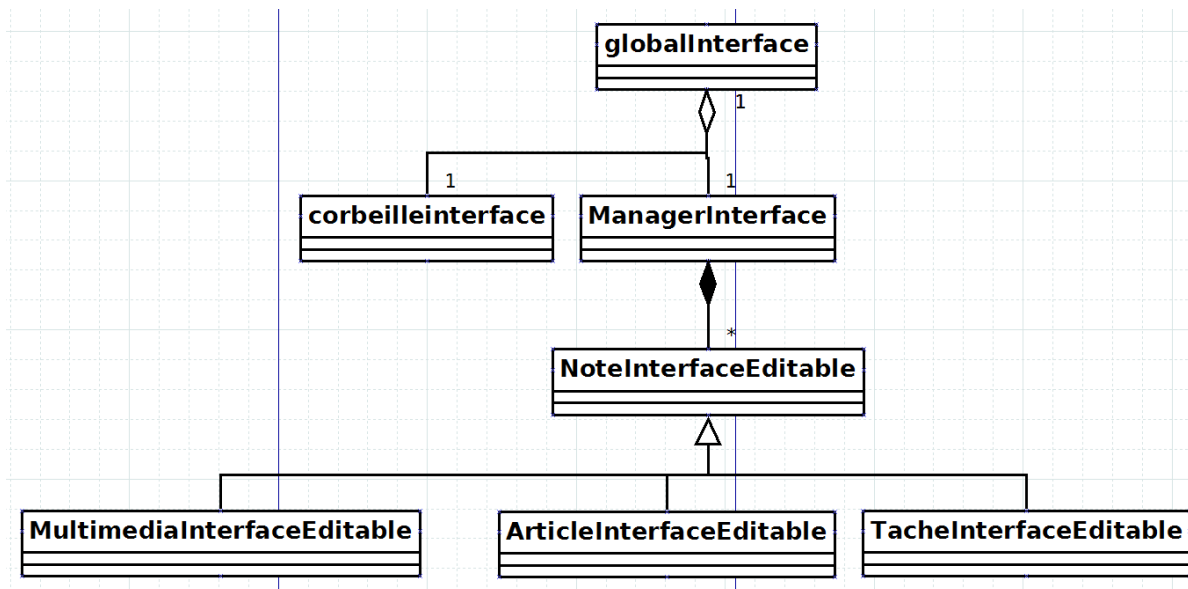 globalInterface
1
1
1
corbeilleinterface
ManagerInterface
*
NoteInterfaceEditable
MultimediaInterfaceEditable
ArticleInterfaceEditable
TacheInterfaceEditable